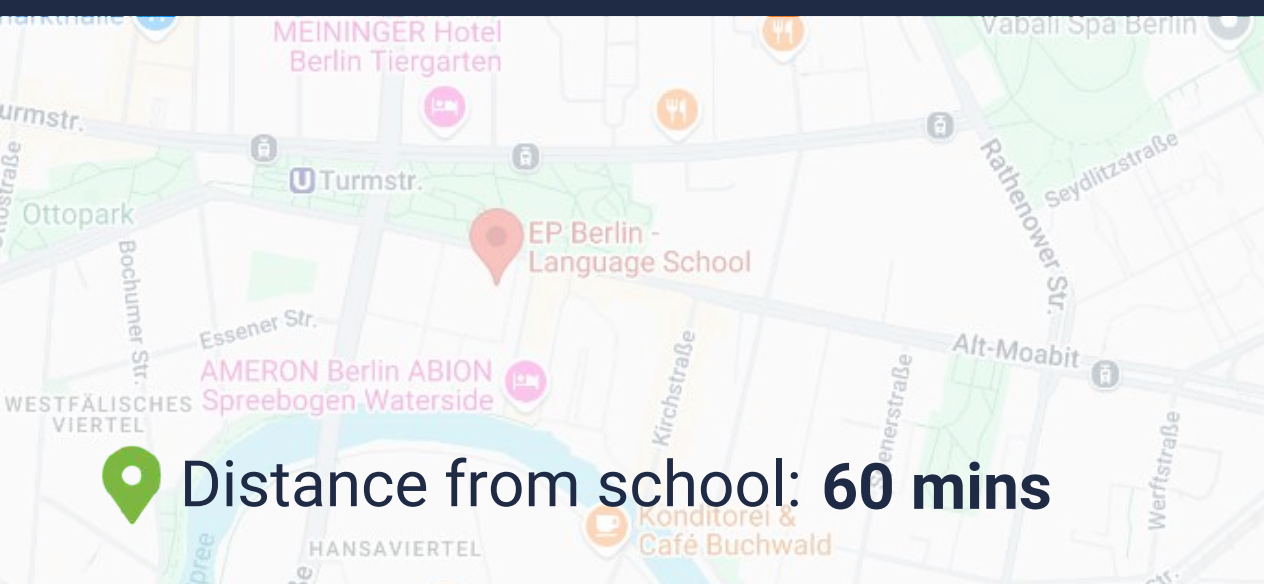 MEININGER Hotel
Berlin Tiergarten
Vabali Spa Berlin
Turmstr.
Rathenower Str.
Seydlitzstraße
Ottopark
EP Berlin -
Language School
Bochumer Str.
Essener Str.
Alt-Moabit
AMERON Berlin ABION
Spreebogen Waterside
Kirchstraße
WESTFÄLISCHES
VIERTEL
Werftstraße
Distance from school: 60 mins
Konditorei &
Café Buchwald
HANSAVIERTEL